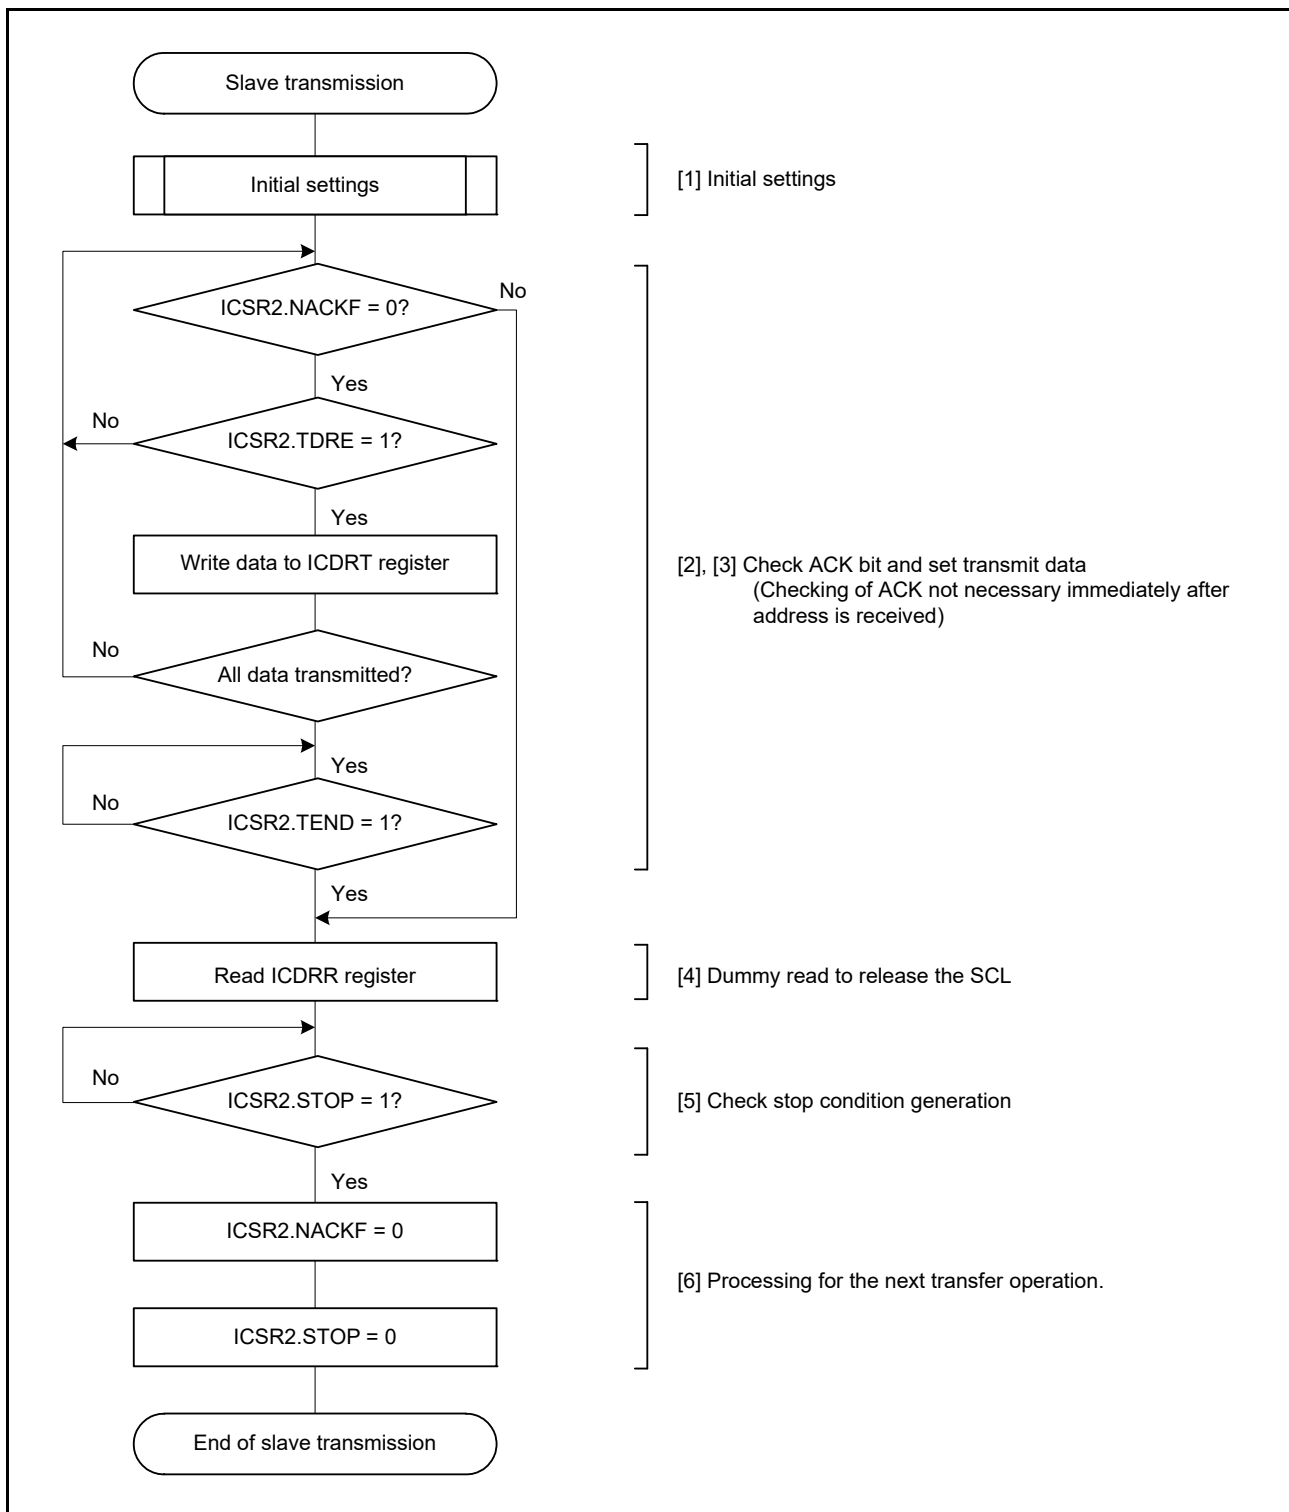 Slave transmission
Initial settings
[1] Initial settings
ICSR2.NACKF = 0?
No
Yes
No
ICSR2.TDRE = 1?
Yes
Write data to ICDRT register
[2], [3] Check ACK bit and set transmit data
(Checking of ACK not necessary immediately after
address is received)
No
All data transmitted?
Yes
No
ICSR2.TEND = 1?
Yes
Read ICDRR register
[4] Dummy read to release the SCL
No
ICSR2.STOP = 1?
[5] Check stop condition generation
Yes
ICSR2.NACKF = 0
[6] Processing for the next transfer operation.
ICSR2.STOP = 0
End of slave transmission